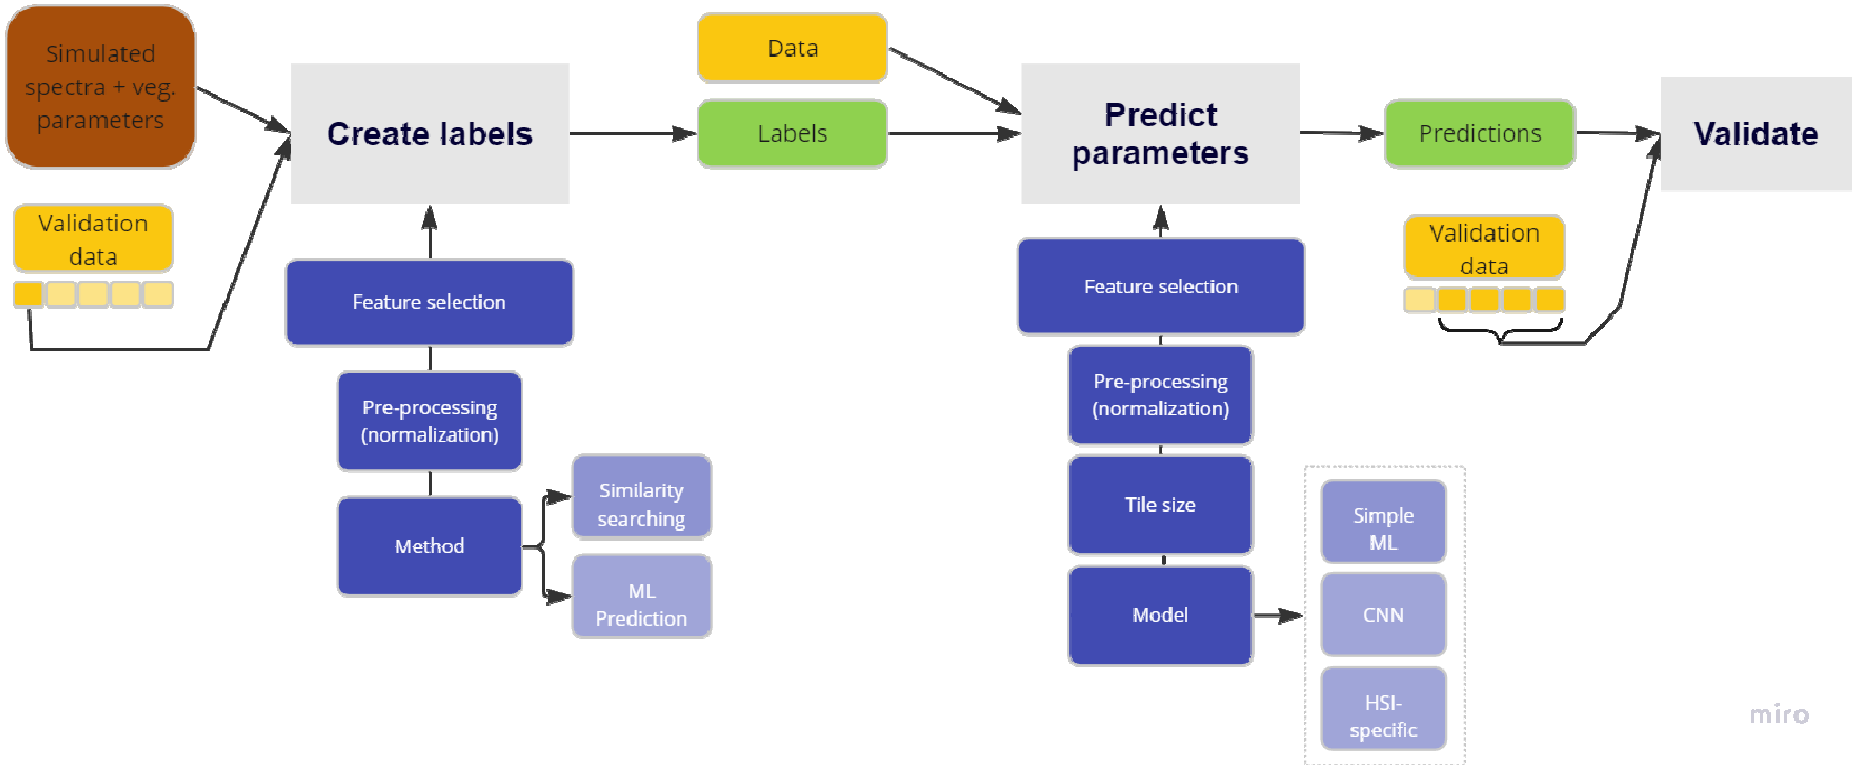 Simulated
spectra + veg.
parameters
Validation
data
Create labels
Feature selection
Pre-processing
(normalization)
Method
Similarity
searching
ML
Prediction
Data
Labels
Predict
parameters
Feature selection
Pre-processing
(normalization)
Tile size
Model
Simple
ML
CNN
HSI-
specific
Predictions
Validation
data
Validate
miro